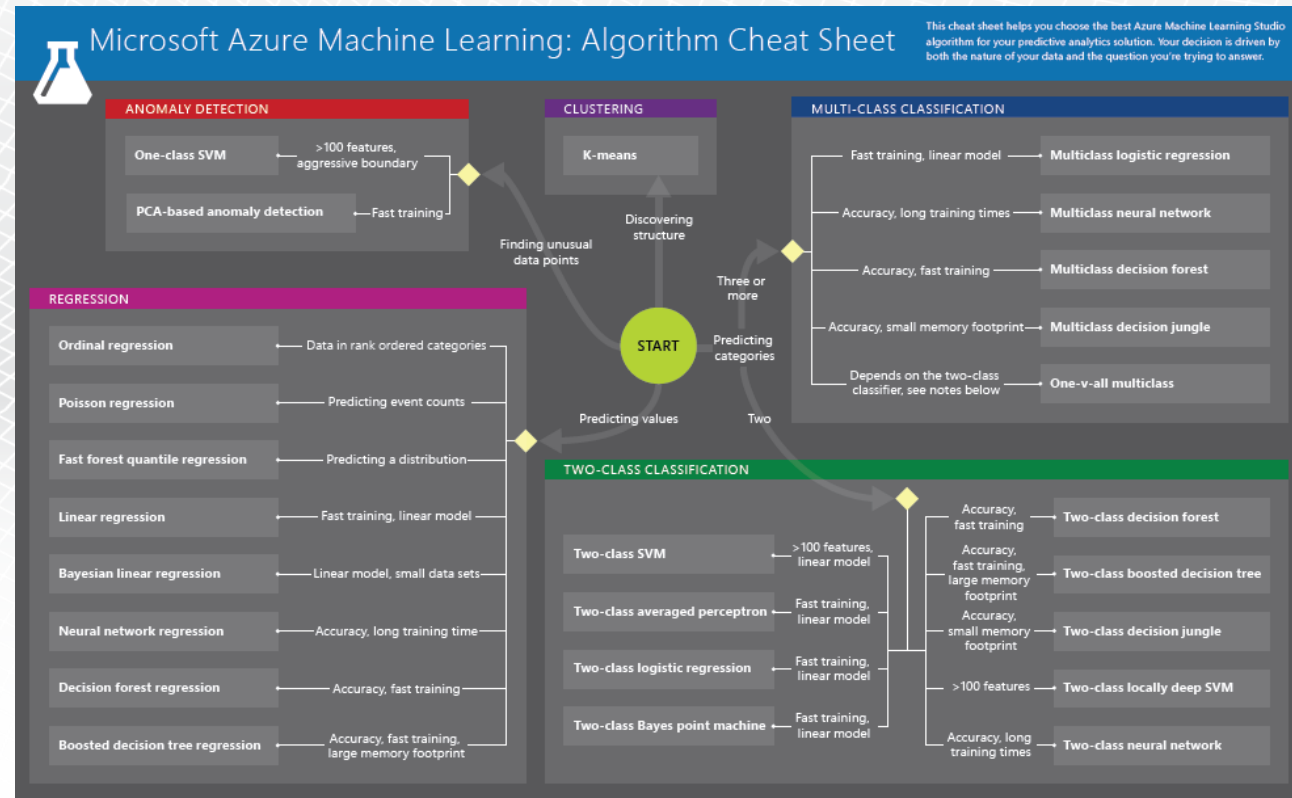 Microsoft Azure Machine Learning: Algorithm Cheat Sheet
This cheat sheet helps you choose the best Azure Machine Learning Studio
algorithm for your predictive analytics solution. Your decision is driven by
both the nature of your data and the question you're trying to answer.
ANOMALY DETECTION
One-class SVM
>100 features,
aggressive boundary
PCA-based anomaly detection
Fast training
CLUSTERING
K-means
MULTI-CLASS CLASSIFICATION
Fast training, linear model
Multiclass logistic regression
Accuracy, long training times
Multiclass neural network
Accuracy, fast training
Multiclass decision forest
Accuracy, small memory footprint
Multiclass decision jungle
Depends on the two-class
classifier, see notes below
One-v-all multiclass
Finding unusual
data points
Discovering
structure
Three or
more
START
Predicting
categories
Predicting values
Two
REGRESSION
Ordinal regression
Data in rank ordered categories
Poisson regression
Predicting event counts
Fast forest quantile regression
Predicting a distribution
Linear regression
Fast training, linear model
Bayesian linear regression
Linear model, small data sets
Neural network regression
Accuracy, long training time
Decision forest regression
Accuracy, fast training
Boosted decision tree regression
Accuracy, fast training,
large memory footprint
TWO-CLASS CLASSIFICATION
Two-class SVM
>100 features,
linear model
Two-class averaged perceptron
Fast training,
linear model
Two-class logistic regression
Fast training,
linear model
Two-class Bayes point machine
Fast training,
linear model
Accuracy,
fast training
Two-class decision forest
Accuracy,
fast training,
large memory
footprint
Two-class boosted decision tree
Accuracy,
small memory
footprint
Two-class decision jungle
>100 features
Two-class locally deep SVM
Accuracy, long
training times
Two-class neural network